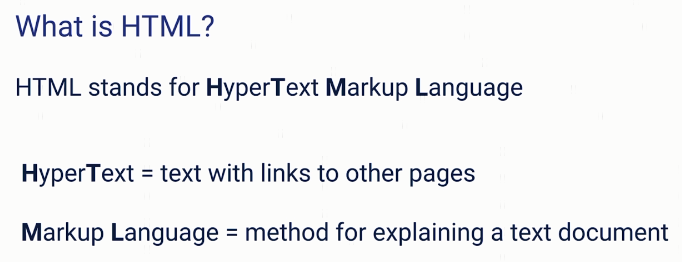 What is HTML?
HTML stands for HyperText Markup Language
HyperText = text with links to other pages
Markup Language = method for explaining a text document